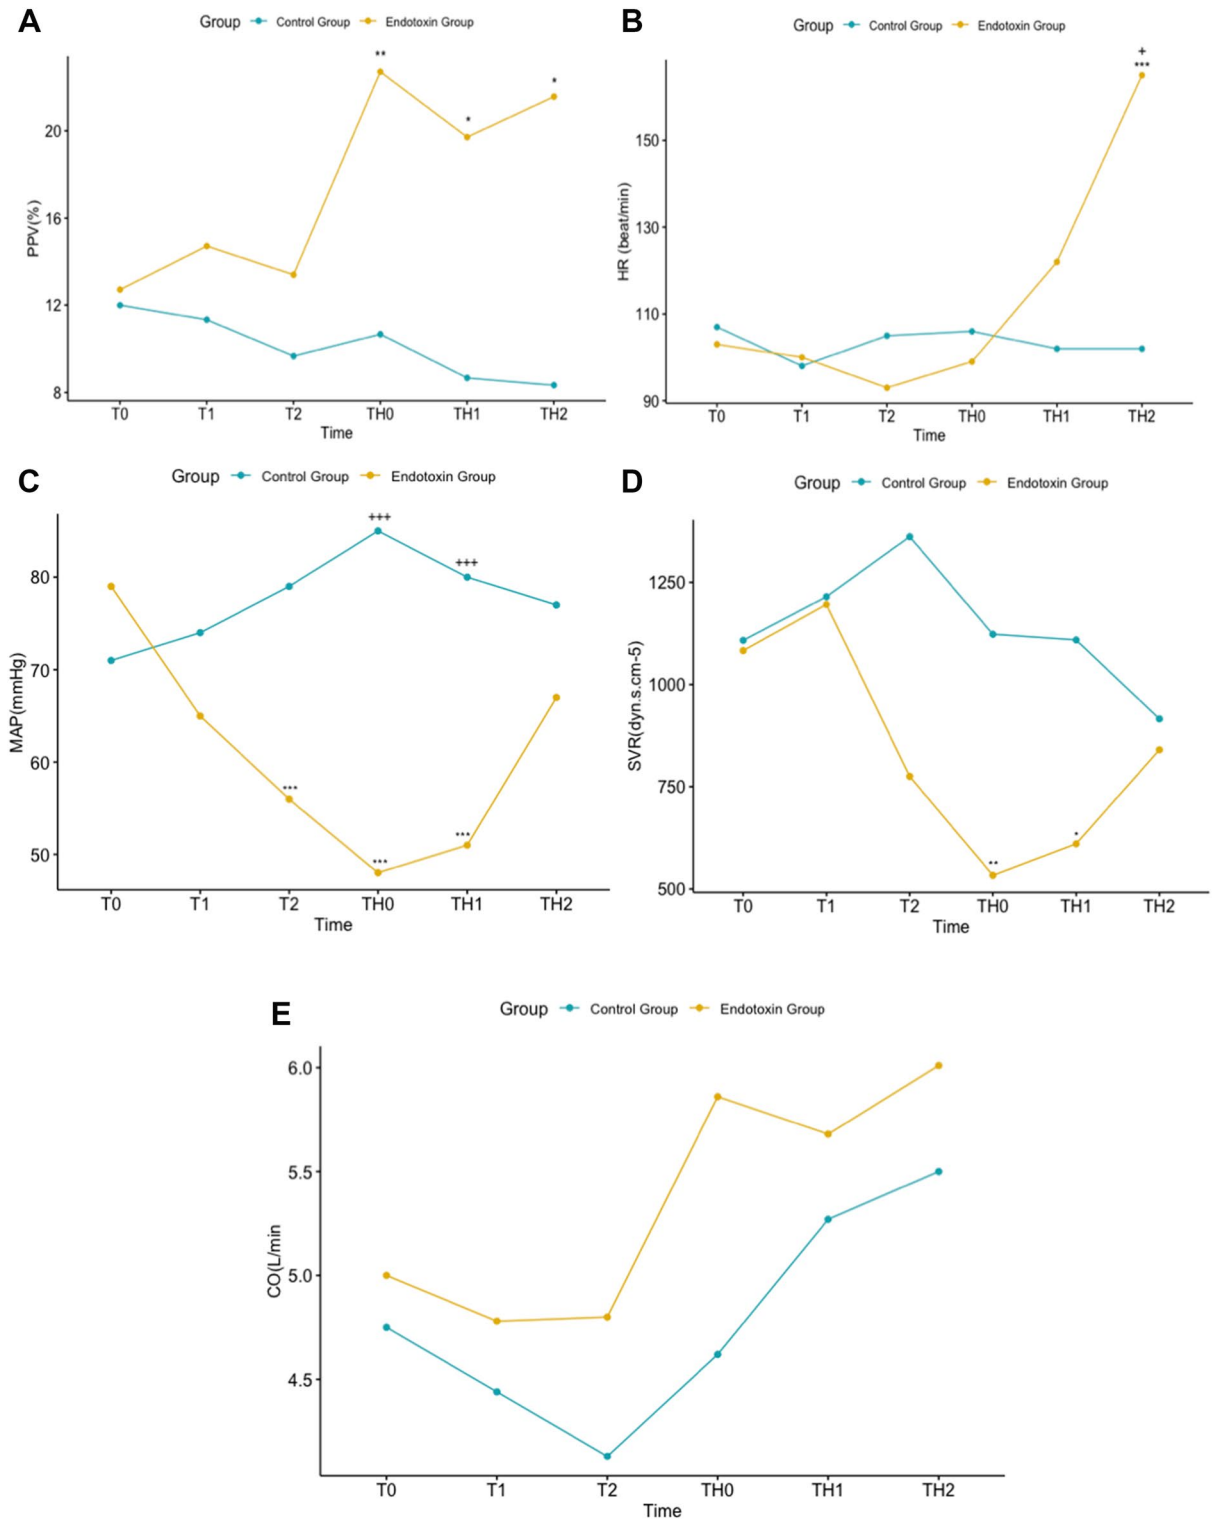 A
Group Control Group Endotoxin Group
**
*
*
20
16
12
8
PPV(%)
T0 T1 T2 TH0 TH1 TH2
Time
B
Group Control Group Endotoxin Group
+
***
150
130
110
90
HR (beat/min)
T0 T1 T2 TH0 TH1 TH2
Time
C
Group Control Group Endotoxin Group
+++
+++
***
***
***
80
70
60
50
MAP(mmHg)
T0 T1 T2 TH0 TH1 TH2
Time
D
Group Control Group Endotoxin Group
**
*
1250
1000
750
500
SVR(dyn.s.cm-5)
T0 T1 T2 TH0 TH1 TH2
Time
E
Group Control Group Endotoxin Group
6.0
5.5
5.0
4.5
CO(L/min
T0 T1 T2 TH0 TH1 TH2
Time